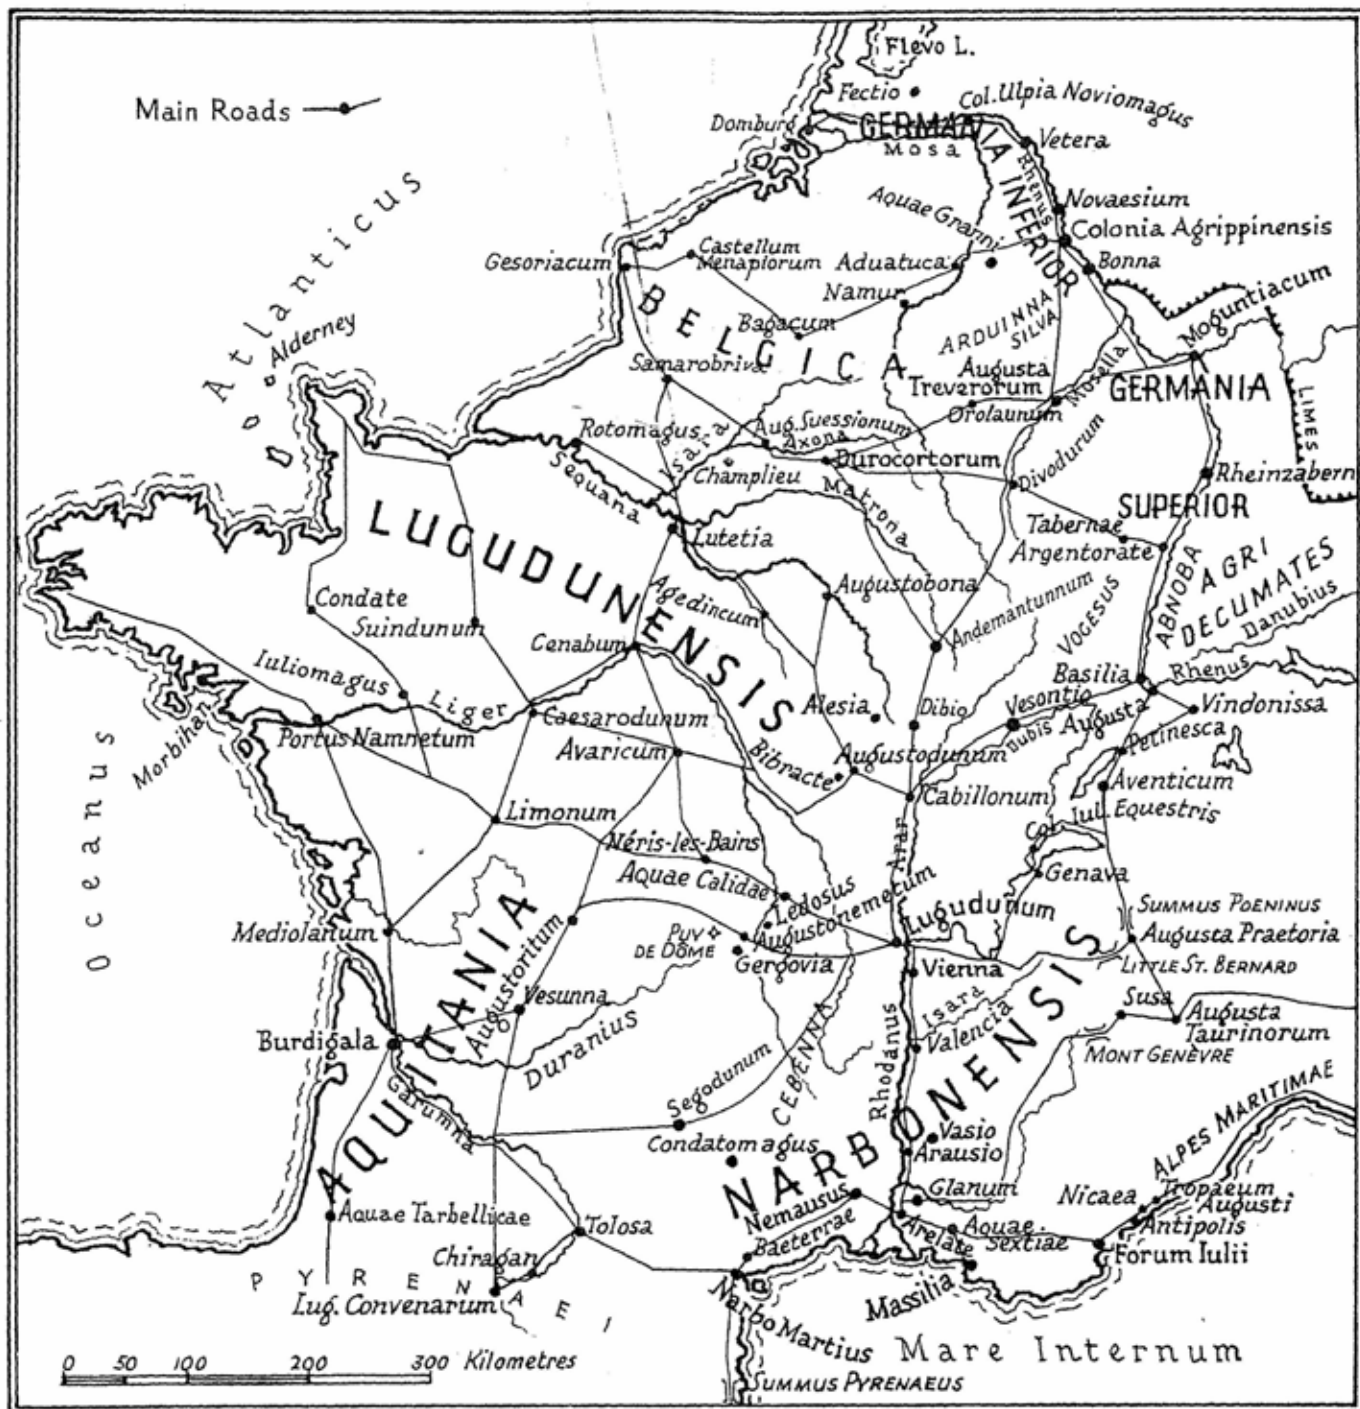 Flevo L.
Fectio
Main Roads
Col. Ulpia Noviomagus
Domburg
GERMANIA INFERIOR
Mosa
Vetera
Rhenus
Atlanticus
Aquae Granni
Novaesium
Colonia Agrippinensis
Castellum
Menapiorum
Gesoriacum
Aduatuca
Bonna
Namur
BELGICA
Moguntiacum
Alderney
Bagacum
ARDUINNA
SILVA
Samarobriva
Augusta
Treverorum
Mosella
GERMANIA
LIMES
Orolaunum
Rotomagus
Isara
Aug. Suessionum
Axona
Sequana
Champlieu
Durocortorum
Divodurum
Rheinzabern
Matrona
LUGUDUNENSIS
SUPERIOR
Lutetia
Tabernae
Argentorate
AGRI
DECUMATES
ABNOBA
Danubius
Condate
Suindunum
Agedincum
Augustobona
Andemantunnum
VOGESUS
Cenabum
Iuliomagus
Liger
Basilia
Rhenus
Alesia
Dibio
Vesontio
Augusta
Vindonissa
Morbihan
Portus Namnetum
Caesarodunum
Dubis
Petinesca
Avaricum
Bibracte
Augustodunum
Aventicum
Oceanus
Limonum
Cabillonum
Col. Iul. Equestris
Néris-les-Bains
Arar
Aquae Calidae
Genava
Ledosus
Augustonemetum
Lugudunum
SUMMUS POENINUS
Mediolanum
AQUITANIA
Augustoritum
PUY
DE DÔME
Augusta Praetoria
Gergovia
Vienna
LITTLE ST. BERNARD
Vesunna
Isara
Susa
Augusta
Taurinorum
Burdigala
Duranius
Valencia
MONT GENÈVRE
CEBENNA
Rhodanus
Garumna
Segodunum
NARBONENSIS
ALPES MARITIMAE
Condatomagus
Vasio
Arausio
Nemausus
Glanum
Nicaea
Tropaeum
Augusti
Aquae Tarbellicae
Tolosa
Baeterrae
Arelate
Aquae
Sextiae
Antipolis
Chiragan
Forum Iulii
PYRENAEI
Lug. Convenarum
Massilia
Narbo Martius
Mare Internum
0 50 100 200 300 Kilometres
SUMMUS PYRENAEUS